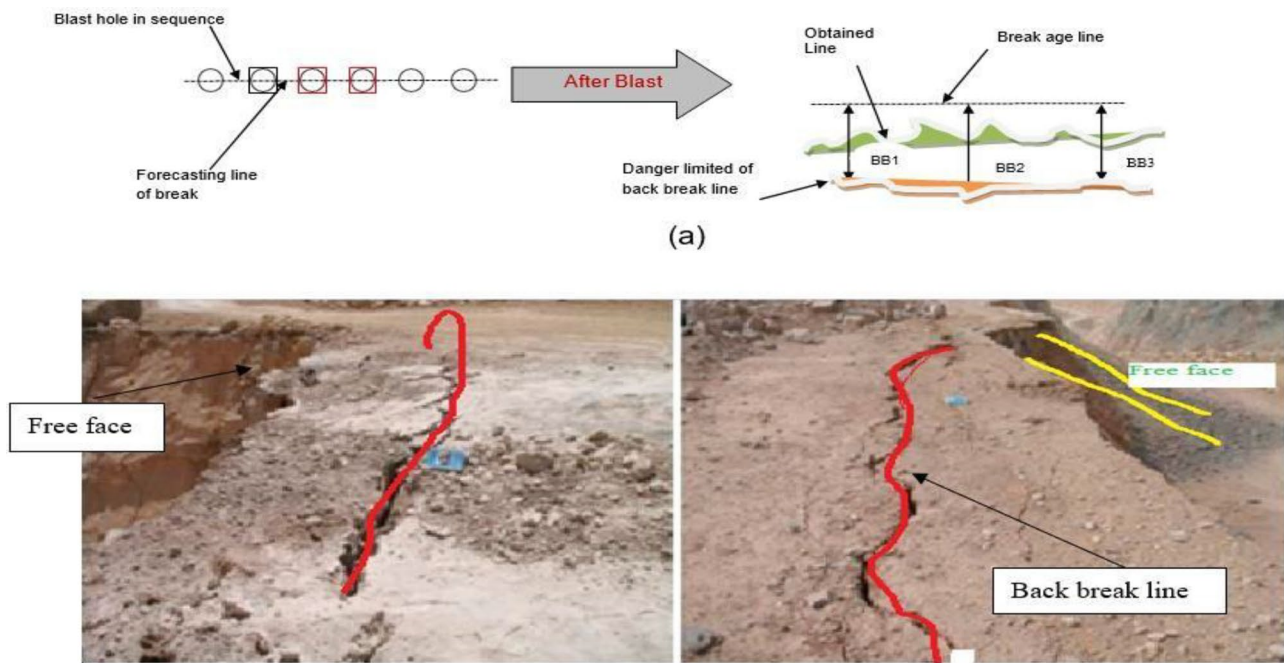 Blast hole in sequence
Forecasting line
of break
After Blast
Obtained
Line
Break age line
BB1
BB2
BB3
Danger limited of
back break line
(a)
Free face
Free face
Back break line